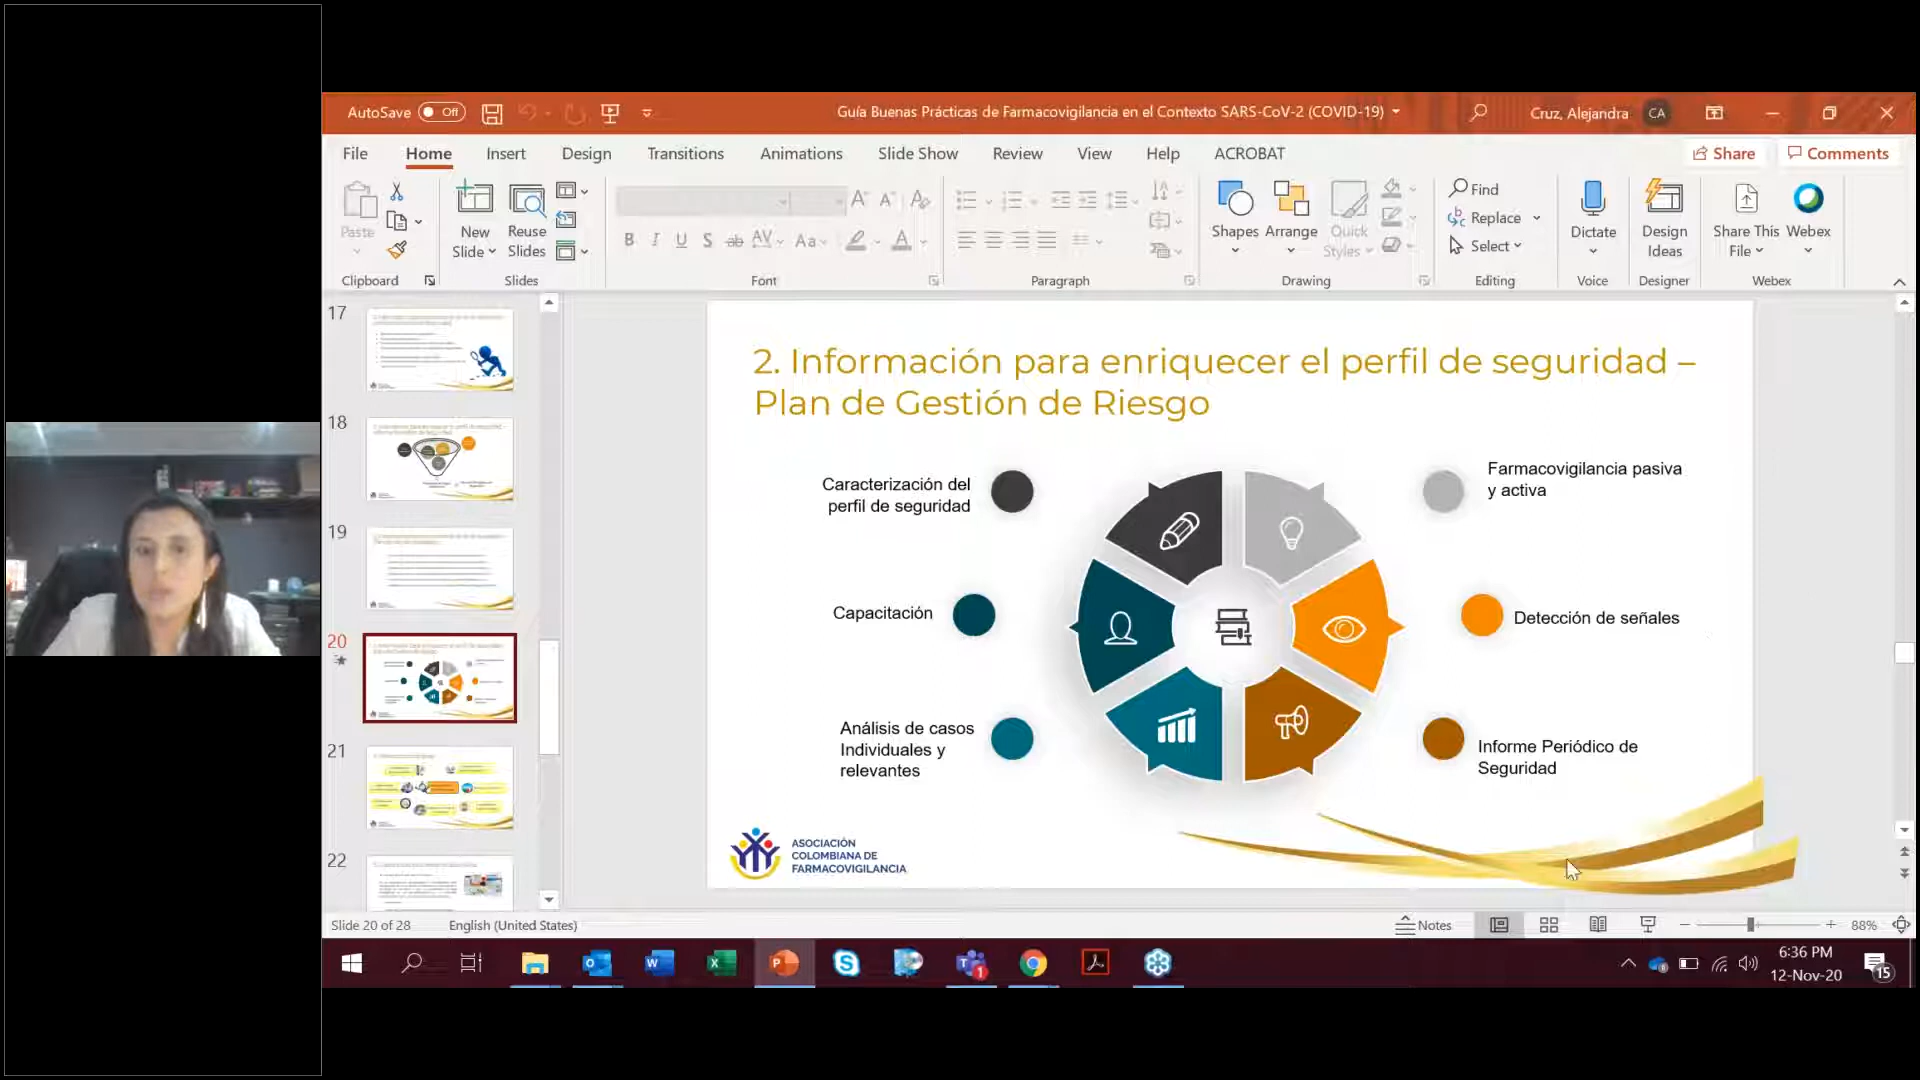 AutoSave Off
Guía Buenas Prácticas de Farmacovigilancia en el Contexto SARS-CoV-2 (COVID-19)
Cruz, Alejandra CA
File Home Insert Design Transitions Animations Slide Show Review View Help ACROBAT Share Comments
Paste
New
Slide
Reuse
Slides
B I U S ab AV Aa A
Shapes Arrange Quick
Styles
Find
Replace
Select
Dictate
Design
Ideas
Share This
File
Webex
Clipboard Slides Font Paragraph Drawing Editing Voice Designer Webex
17
18
19
20
21
22
2. Información para enriquecer el perfil de seguridad –
Plan de Gestión de Riesgo
Caracterización del
perfil de seguridad
Farmacovigilancia pasiva
y activa
Capacitación
Detección de señales
Análisis de casos
Individuales y
relevantes
Informe Periódico de
Seguridad
ASOCIACIÓN
COLOMBIANA DE
FARMACOVIGILANCIA
Slide 20 of 28 English (United States) Notes 88%
6:36 PM
12-Nov-20
15
1